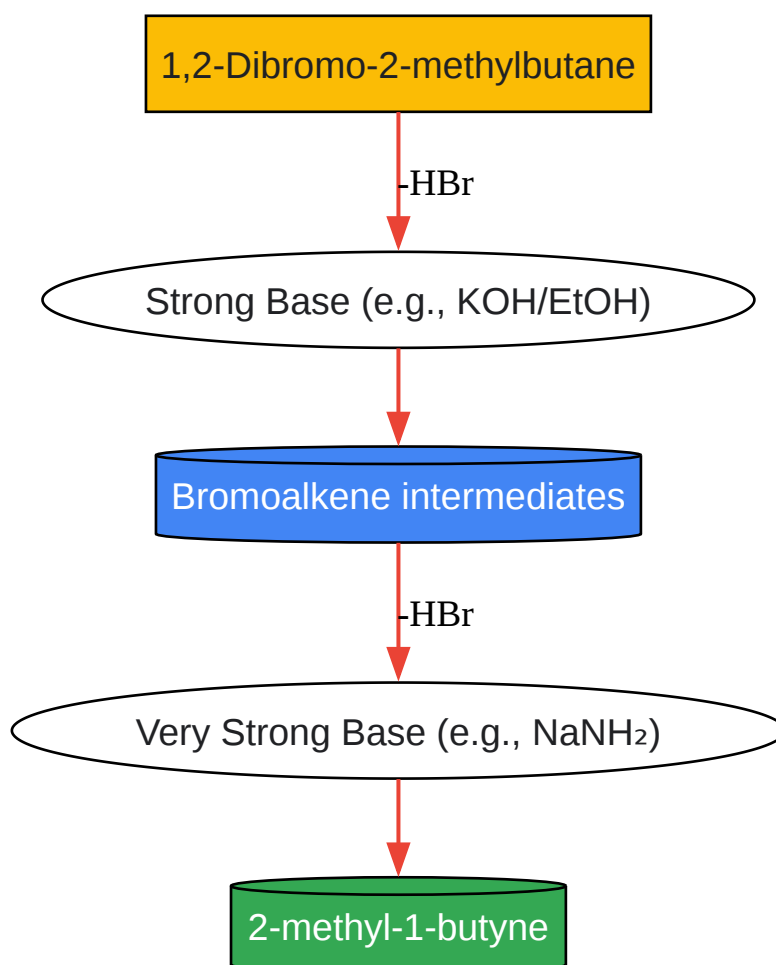 1,2-Dibromo-2-methylbutane
-HBr
Strong Base (e.g., KOH/EtOH)
Bromoalkene intermediates
-HBr
Very Strong Base (e.g., NaNH₂)
2-methyl-1-butyne